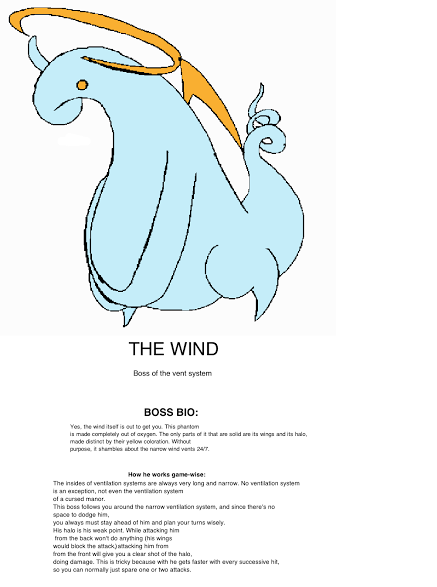 THE WIND
Boss of the vent system
BOSS BIO:
Yes, the wind itself is out to get you. This phantom
is made completely out of oxygen. The only parts of it that are solid are its wings and its halo,
made distinct by their yellow coloration. Without
purpose, it shambles about the narrow wind vents 24/7.
How he works game-wise:
The insides of ventilation systems are always very long and narrow. No ventilation system
is an exception, not even the ventilation system
of a cursed manor.
This boss follows you around the narrow ventilation system, and since there's no
space to dodge him,
you always must stay ahead of him and plan your turns wisely.
His halo is his weak point. While attacking him
from the back won't do anything (his wings
would block the attack)attacking him from
from the front will give you a clear shot of the halo,
doing damage. This is tricky because with he gets faster with every successive hit,
so you can normally just spare one or two attacks.